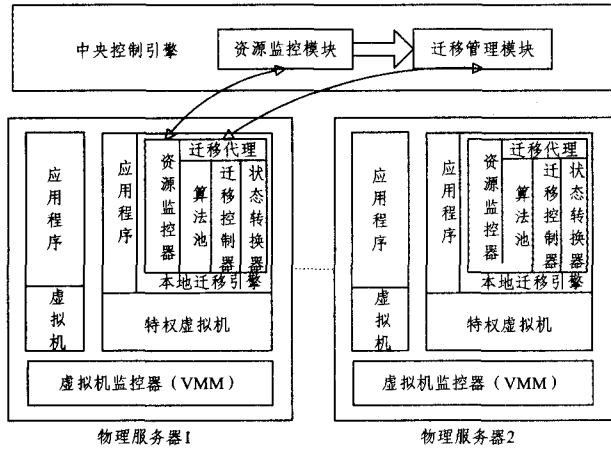 中央控制引擎
资源监控模块
迁移管理模块
应用程序
虚拟机
应用程序
资源监控器
迁移代理
算法池
迁移控制器
状态转换器
本地迁移引擎
特权虚拟机
虚拟机监控器（VMM）
物理服务器1
应用程序
虚拟机
应用程序
资源监控器
迁移代理
算法池
迁移控制器
状态转换器
本地迁移引擎
特权虚拟机
虚拟机监控器（VMM）
物理服务器2